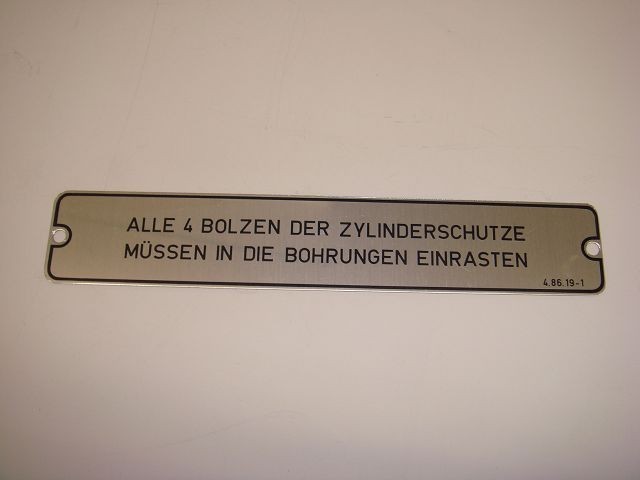 ALLE 4 BOLZEN DER ZYLINDERSCHUTZE
MÜSSEN IN DIE BOHRUNGEN EINRASTEN
4.86.19-1